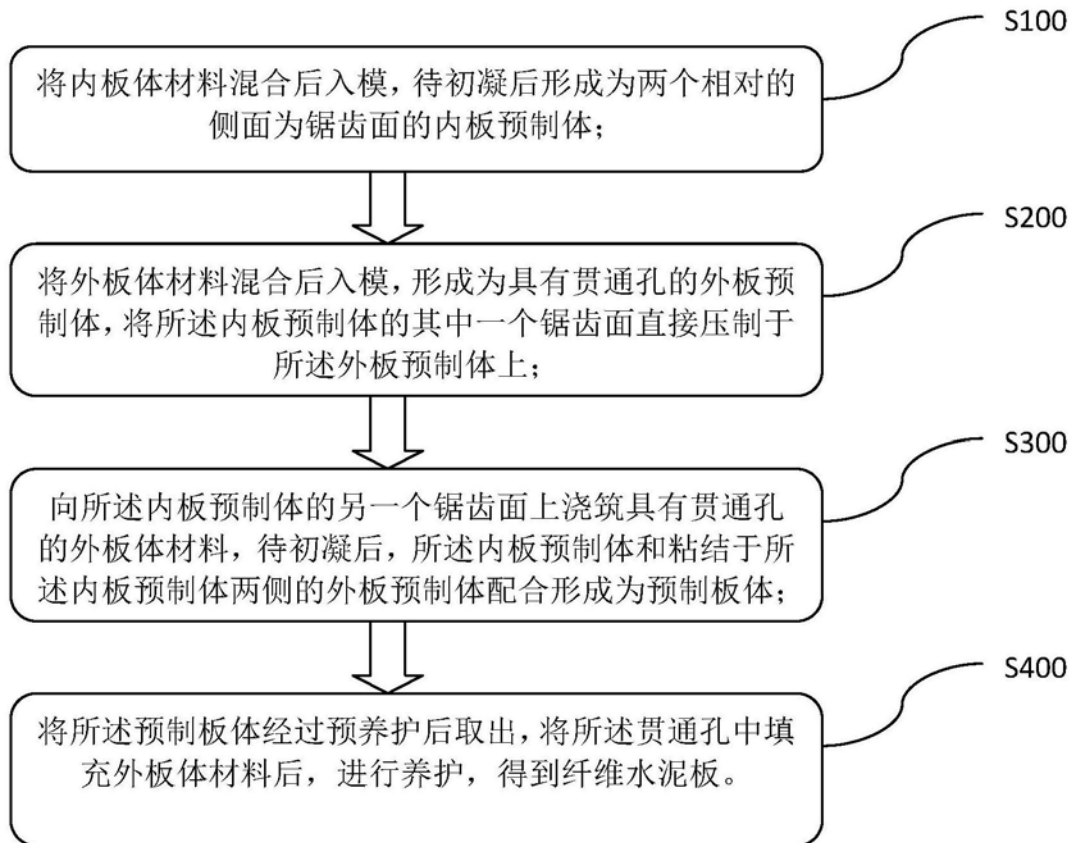 S100
将内板体材料混合后入模，待初凝后形成为两个相对的
侧面为锯齿面的内板预制体；
S200
将外板体材料混合后入模，形成为具有贯通孔的外板预
制体，将所述内板预制体的其中一个锯齿面直接压制于
所述外板预制体上；
S300
向所述内板预制体的另一个锯齿面上浇筑具有贯通孔
的外板体材料，待初凝后，所述内板预制体和粘结于所
述内板预制体两侧的外板预制体配合形成为预制板体；
S400
将所述预制板体经过预养护后取出，将所述贯通孔中填
充外板体材料后，进行养护，得到纤维水泥板。